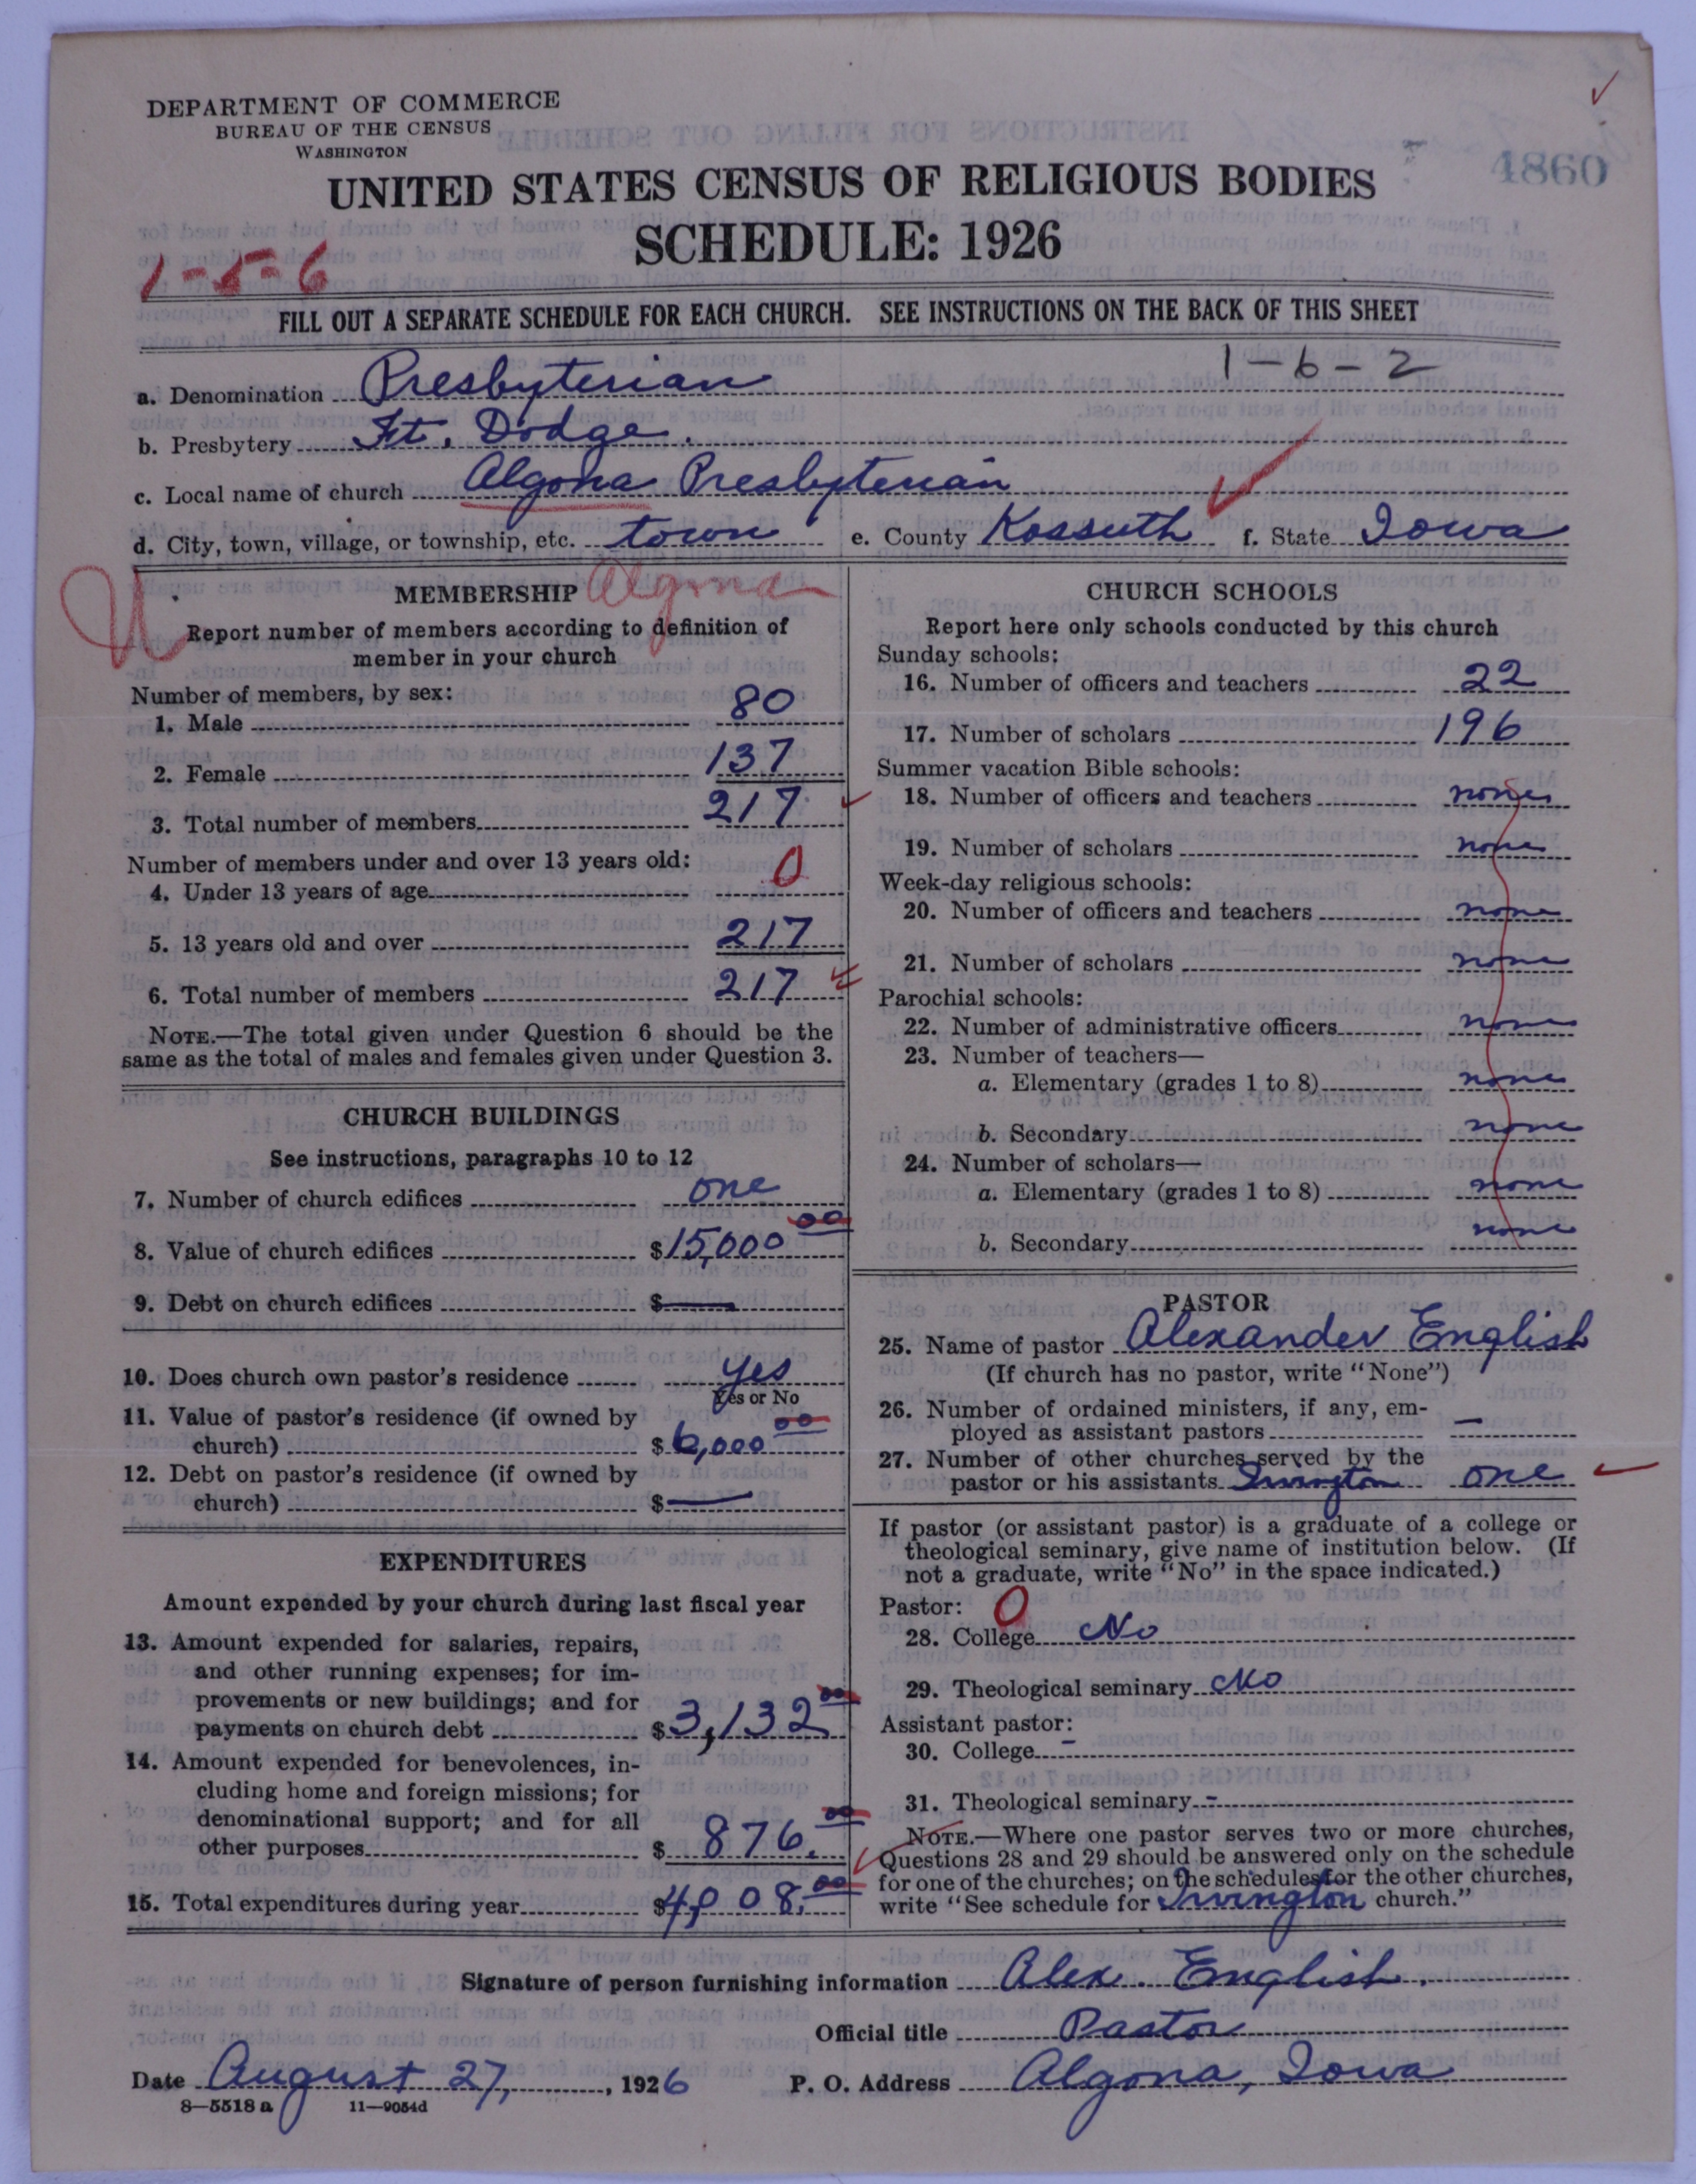 DEPARTMENT OF COMMERCE
BUREAU OF THE CENSUS
WASHINGTON
4860
UNITED STATES CENSUS OF RELIGIOUS BODIES
SCHEDULE: 1926
1-5-6
FILL OUT A SEPARATE SCHEDULE FOR EACH CHURCH. SEE INSTRUCTIONS ON THE BACK OF THIS SHEET
1-6-2
a. Denomination Presbyterian
b. Presbytery Ft. Dodge.
c. Local name of church Algona Presbyterian
d. City, town, village, or township, etc. town e. County Kossuth f. State Iowa
MEMBERSHIP Algona
Report number of members according to definition of
member in your church
Number of members, by sex:
1. Male 80
2. Female 137
3. Total number of members 217
Number of members under and over 13 years old:
4. Under 13 years of age 0
5. 13 years old and over 217
6. Total number of members 217
NOTE.—The total given under Question 6 should be the
same as the total of males and females given under Question 3.
CHURCH BUILDINGS
See instructions, paragraphs 10 to 12
7. Number of church edifices one
8. Value of church edifices $15,000 00
9. Debt on church edifices $—
10. Does church own pastor's residence yes
Yes or No
11. Value of pastor's residence (if owned by
church) $6,000 00
12. Debt on pastor's residence (if owned by
church) $—
EXPENDITURES
Amount expended by your church during last fiscal year
13. Amount expended for salaries, repairs,
and other running expenses; for im-
provements or new buildings; and for
payments on church debt $3,132 00
14. Amount expended for benevolences, in-
cluding home and foreign missions; for
denominational support; and for all
other purposes $876. 00
15. Total expenditures during year $4,008. 00
CHURCH SCHOOLS
Report here only schools conducted by this church
Sunday schools:
16. Number of officers and teachers 22
17. Number of scholars 196
Summer vacation Bible schools:
18. Number of officers and teachers none
19. Number of scholars none
Week-day religious schools:
20. Number of officers and teachers none
21. Number of scholars none
Parochial schools:
22. Number of administrative officers none
23. Number of teachers—
a. Elementary (grades 1 to 8) none
b. Secondary none
24. Number of scholars—
a. Elementary (grades 1 to 8) none
b. Secondary none
PASTOR
25. Name of pastor Alexander English
(If church has no pastor, write "None")
26. Number of ordained ministers, if any, em-
ployed as assistant pastors —
27. Number of other churches served by the
pastor or his assistants Irvington one
If pastor (or assistant pastor) is a graduate of a college or
theological seminary, give name of institution below. (If
not a graduate, write "No" in the space indicated.)
Pastor: 0
28. College No
29. Theological seminary No
Assistant pastor:
30. College -
31. Theological seminary -
NOTE.—Where one pastor serves two or more churches,
Questions 28 and 29 should be answered only on the schedule
for one of the churches; on the schedules for the other churches,
write "See schedule for Irvington church."
Signature of person furnishing information Alex. English.
Official title Pastor
Date August 27, 1926 P. O. Address Algona, Iowa
8—5518 a 11—9054d